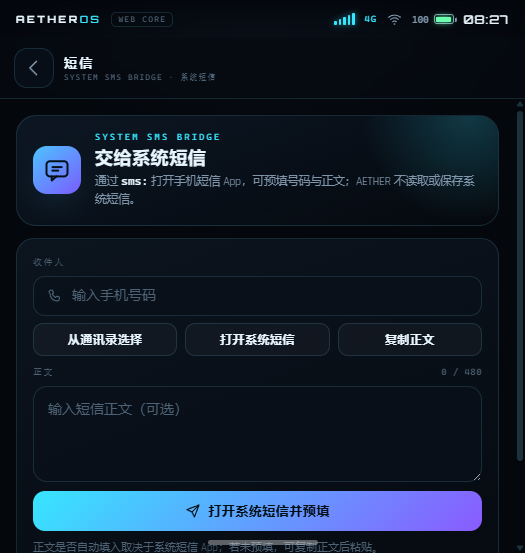 AETHEROS WEB CORE 4G 100 08:27
短信
SYSTEM SMS BRIDGE · 系统短信
SYSTEM SMS BRIDGE
交给系统短信
通过 sms: 打开手机短信 App，可预填号码与正文；AETHER 不读取或保存系
统短信。
收件人
输入手机号码
从通讯录选择 打开系统短信 复制正文
正文 0 / 480
输入短信正文（可选）
打开系统短信并预填
正文是否自动填入取决于系统短信 App；若未预填，可复制正文后粘贴。